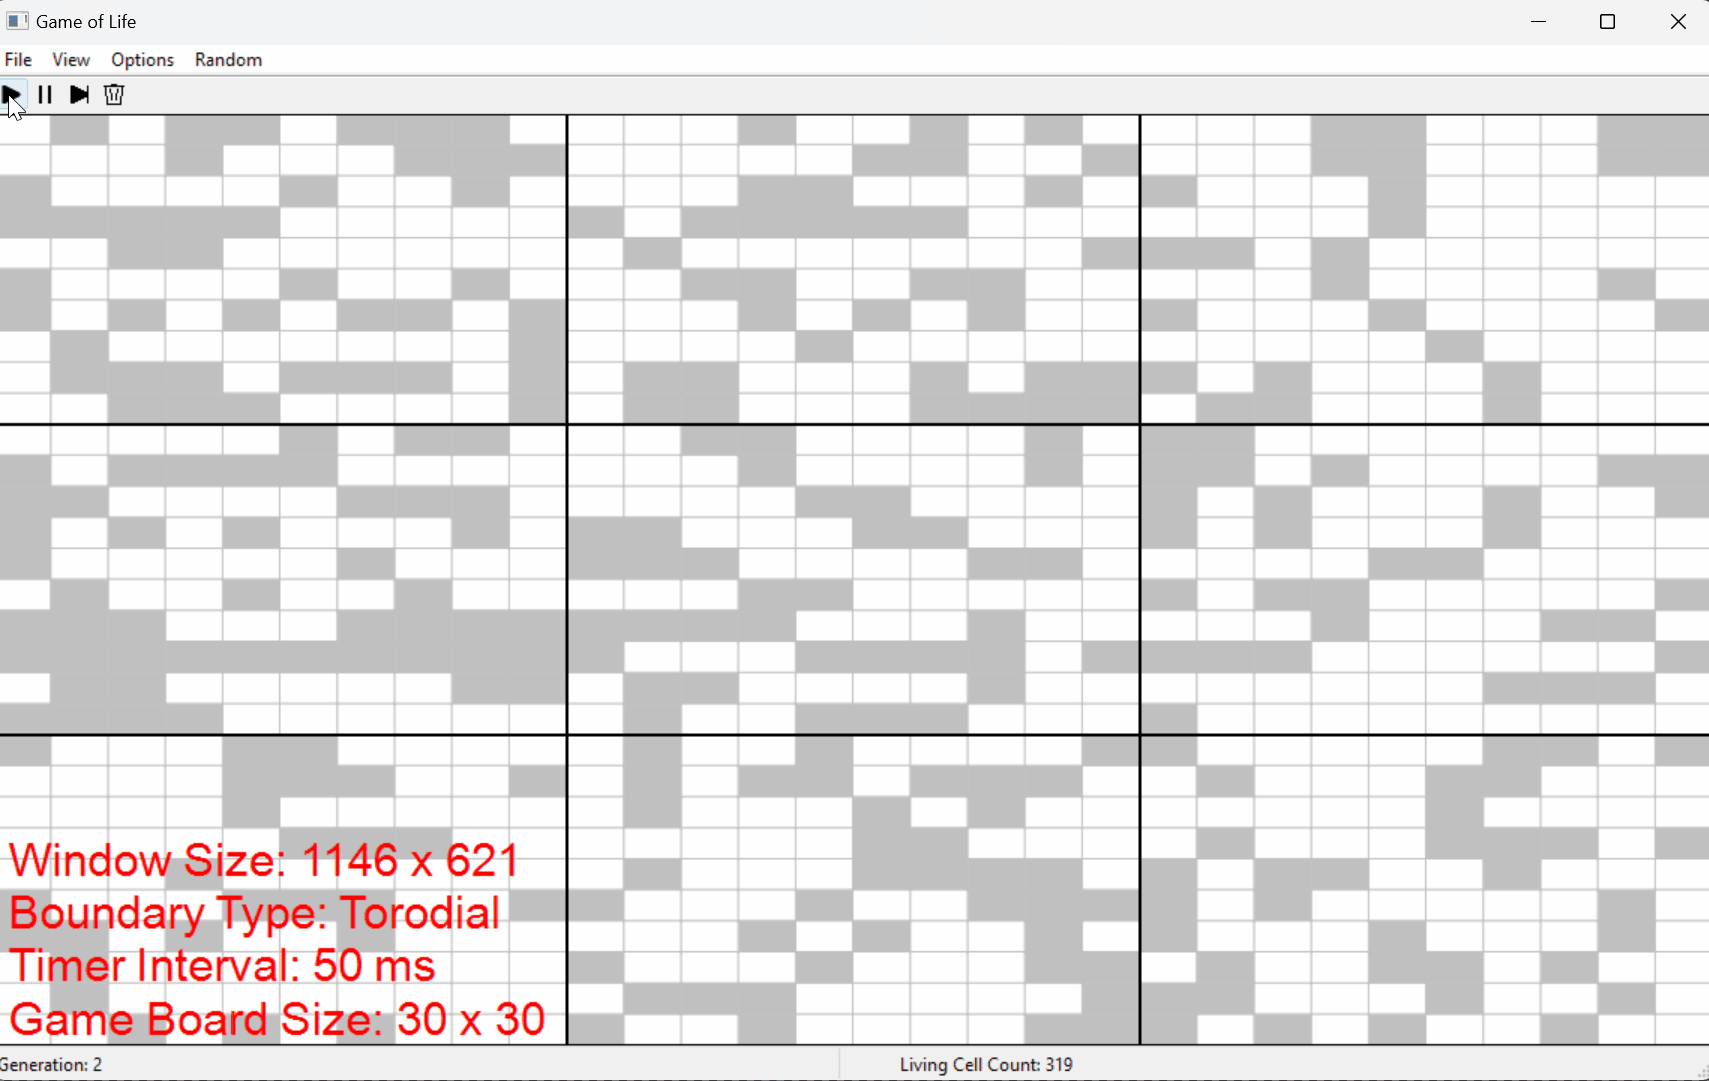 Game of Life
File View Options Random
Window Size: 1146 x 621
Boundary Type: Torodial
Timer Interval: 50 ms
Game Board Size: 30 x 30
Generation: 2 Living Cell Count: 319